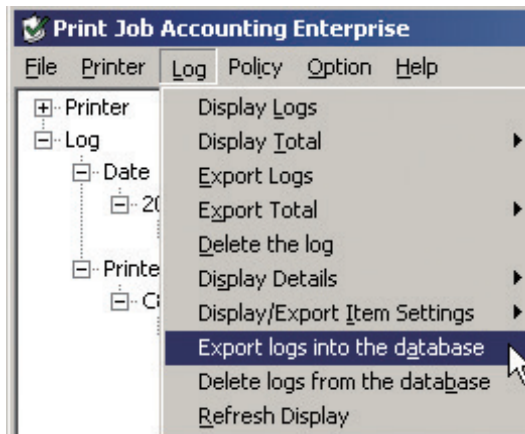 Print Job Accounting Enterprise
File Printer Log Policy Option Help
Printer
Log
Date
Printe
Display Logs
Display Total
Export Logs
Export Total
Delete the log
Display Details
Display/Export Item Settings
Export logs into the database
Delete logs from the database
Refresh Display